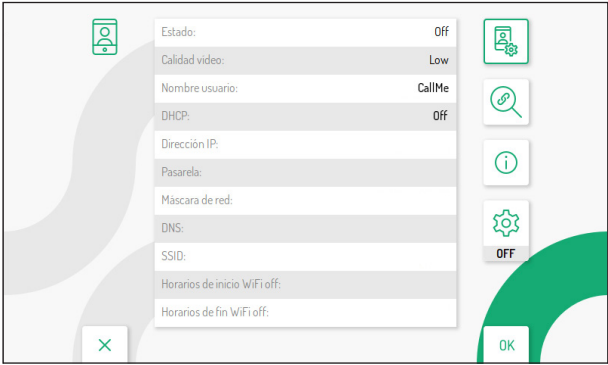 Estado: Off
Calidad video: Low
Nombre usuario: CallMe
DHCP: Off
Dirección IP:
Pasarela:
Máscara de red:
DNS:
SSID:
OFF
Horarios de inicio WiFi off:
Horarios de fin WiFi off:
OK